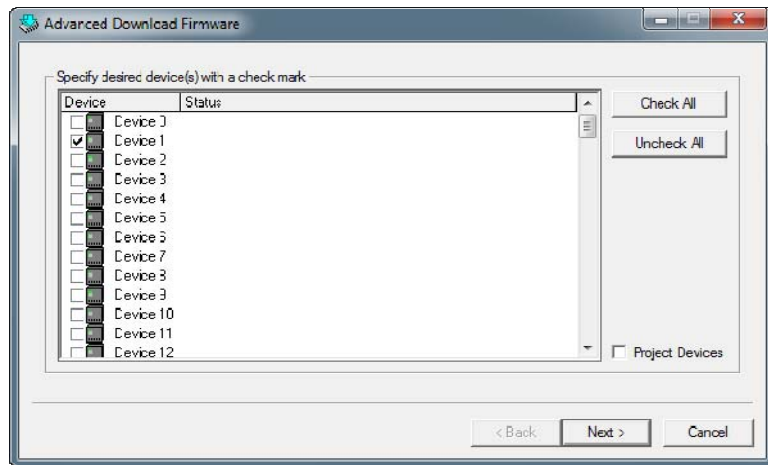 Advanced Download Firmware
Specify desired device(s) with a check mark
Device Status
Device 0
Device 1
Device 2
Device 3
Device 4
Device 5
Device 6
Device 7
Device 8
Device 9
Device 10
Device 11
Device 12
Check All
Uncheck All
Project Devices
< Back Next > Cancel